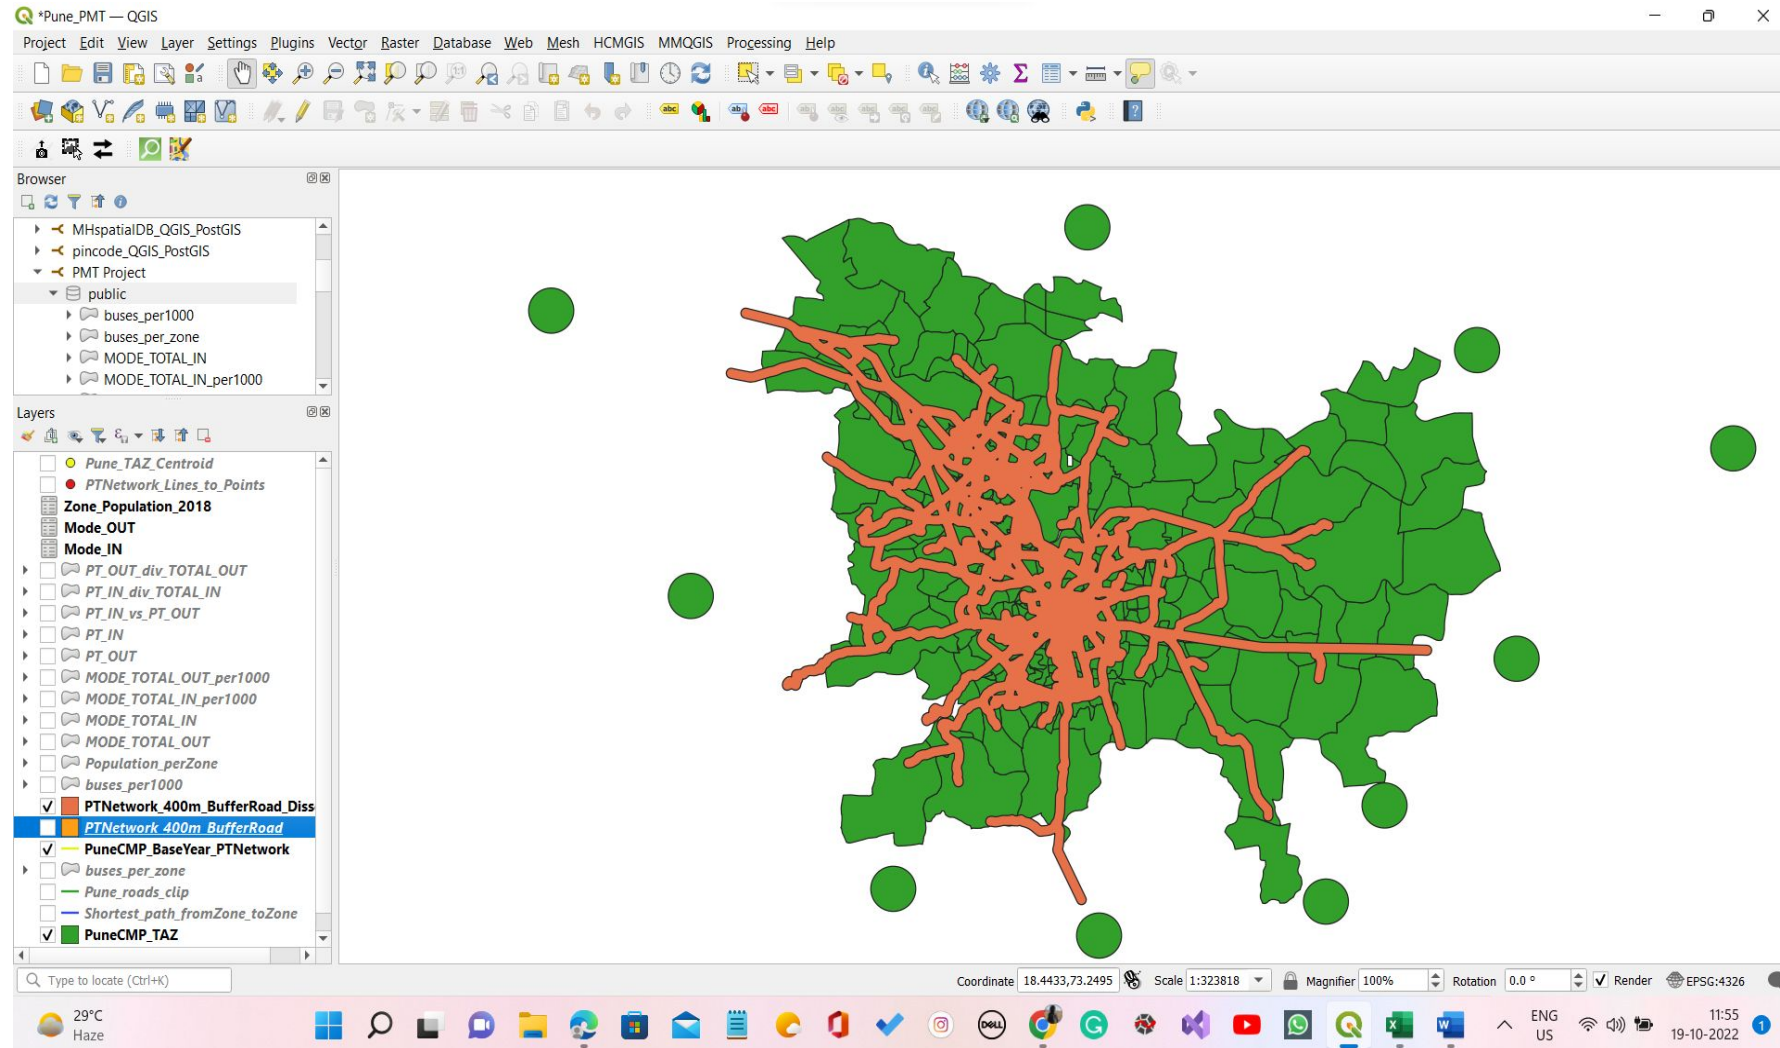 *Pune_PMT — QGIS
Project Edit View Layer Settings Plugins Vector Raster Database Web Mesh HCMGIS MMQGIS Processing Help
Browser
MHspatialDB_QGIS_PostGIS
pincode_QGIS_PostGIS
PMT Project
public
buses_per1000
buses_per_zone
MODE_TOTAL_IN
MODE_TOTAL_IN_per1000
Layers
Pune_TAZ_Centroid
PTNetwork_Lines_to_Points
Zone_Population_2018
Mode_OUT
Mode_IN
PT_OUT_div_TOTAL_OUT
PT_IN_div_TOTAL_IN
PT_IN_vs_PT_OUT
PT_IN
PT_OUT
MODE_TOTAL_OUT_per1000
MODE_TOTAL_IN_per1000
MODE_TOTAL_IN
MODE_TOTAL_OUT
Population_perZone
buses_per1000
PTNetwork_400m_BufferRoad_Diss
PTNetwork_400m_BufferRoad
PuneCMP_BaseYear_PTNetwork
buses_per_zone
Pune_roads_clip
Shortest_path_fromZone_toZone
PuneCMP_TAZ
Type to locate (Ctrl+K) Coordinate 18.4433,73.2495 Scale 1:323818 Magnifier 100% Rotation 0.0 ° Render EPSG:4326
29°C
Haze
DELL
ENG
US
11:55
19-10-2022
1